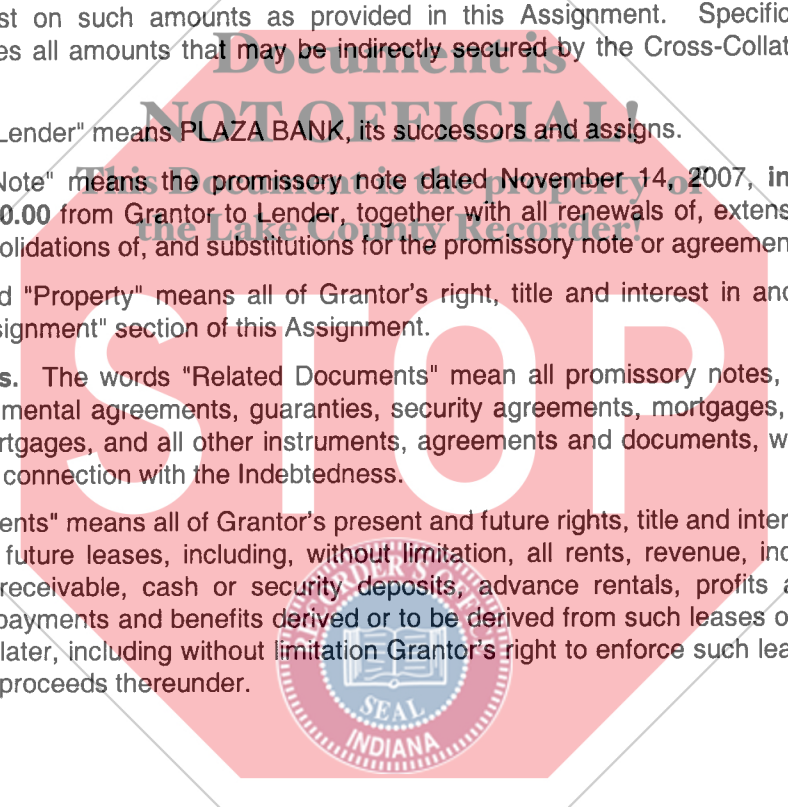 st on such amounts as provided in this Assignment. Specific
es all amounts that may be indirectly secured by the Cross-Collat
Document is
NOT OFFICIAL!
Lender" means PLAZA BANK, its successors and assigns.
This Document is the property of
Note" means the promissory note dated November 14, 2007, in
0.00 from Grantor to Lender, together with all renewals of, extens
the Lake County Recorder!
olidations of, and substitutions for the promissory note or agreemen
d "Property" means all of Grantor's right, title and interest in and
signment" section of this Assignment.
STOP
s. The words "Related Documents" mean all promissory notes,
mental agreements, guaranties, security agreements, mortgages,
rtgages, and all other instruments, agreements and documents, w
connection with the Indebtedness.
ents" means all of Grantor's present and future rights, title and inter
future leases, including, without limitation, all rents, revenue, inc
receivable, cash or security deposits, advance rentals, profits a
payments and benefits derived or to be derived from such leases o
later, including without limitation Grantor's right to enforce such lea
proceeds thereunder.
RECORDER'S OFFICE
SEAL
INDIANA